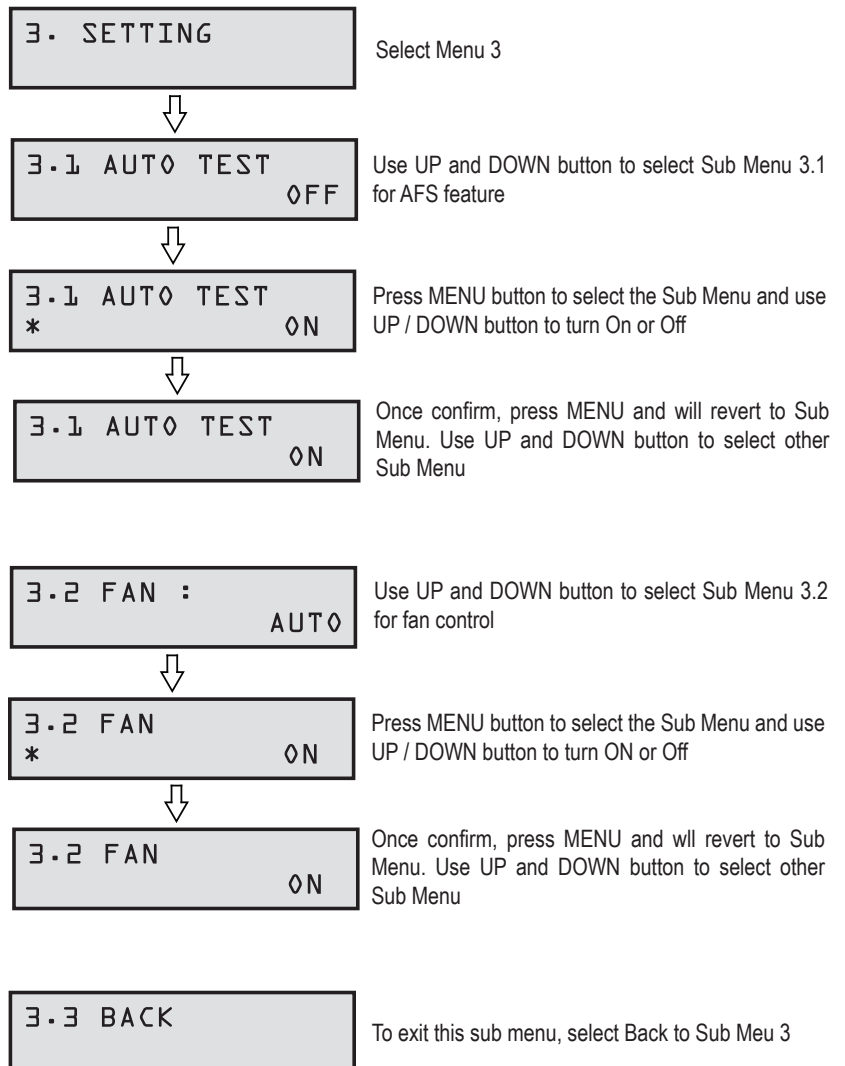 3. SETTING
Select Menu 3
3.1 AUTO TEST
OFF
Use UP and DOWN button to select Sub Menu 3.1
for AFS feature
3.1 AUTO TEST
* ON
Press MENU button to select the Sub Menu and use
UP / DOWN button to turn On or Off
3.1 AUTO TEST
ON
Once confirm, press MENU and will revert to Sub
Menu. Use UP and DOWN button to select other
Sub Menu
3.2 FAN :
AUTO
Use UP and DOWN button to select Sub Menu 3.2
for fan control
3.2 FAN
* ON
Press MENU button to select the Sub Menu and use
UP / DOWN button to turn ON or Off
3.2 FAN
ON
Once confirm, press MENU and wll revert to Sub
Menu. Use UP and DOWN button to select other
Sub Menu
3.3 BACK
To exit this sub menu, select Back to Sub Meu 3